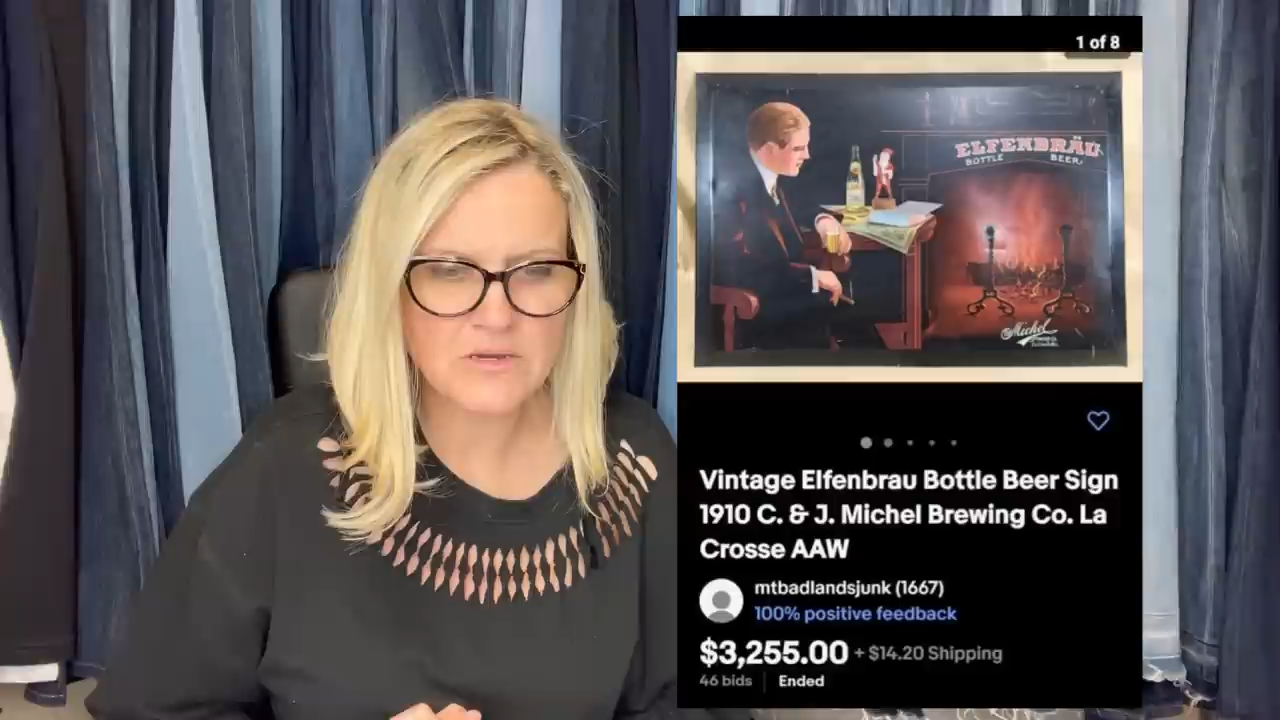 1 of 8
ELFENBRÄU
BOTTLE BEER.
Michel
Vintage Elfenbrau Bottle Beer Sign
1910 C. & J. Michel Brewing Co. La
Crosse AAW
mtbadlandsjunk (1667)
100% positive feedback
$3,255.00 + $14.20 Shipping
46 bids Ended